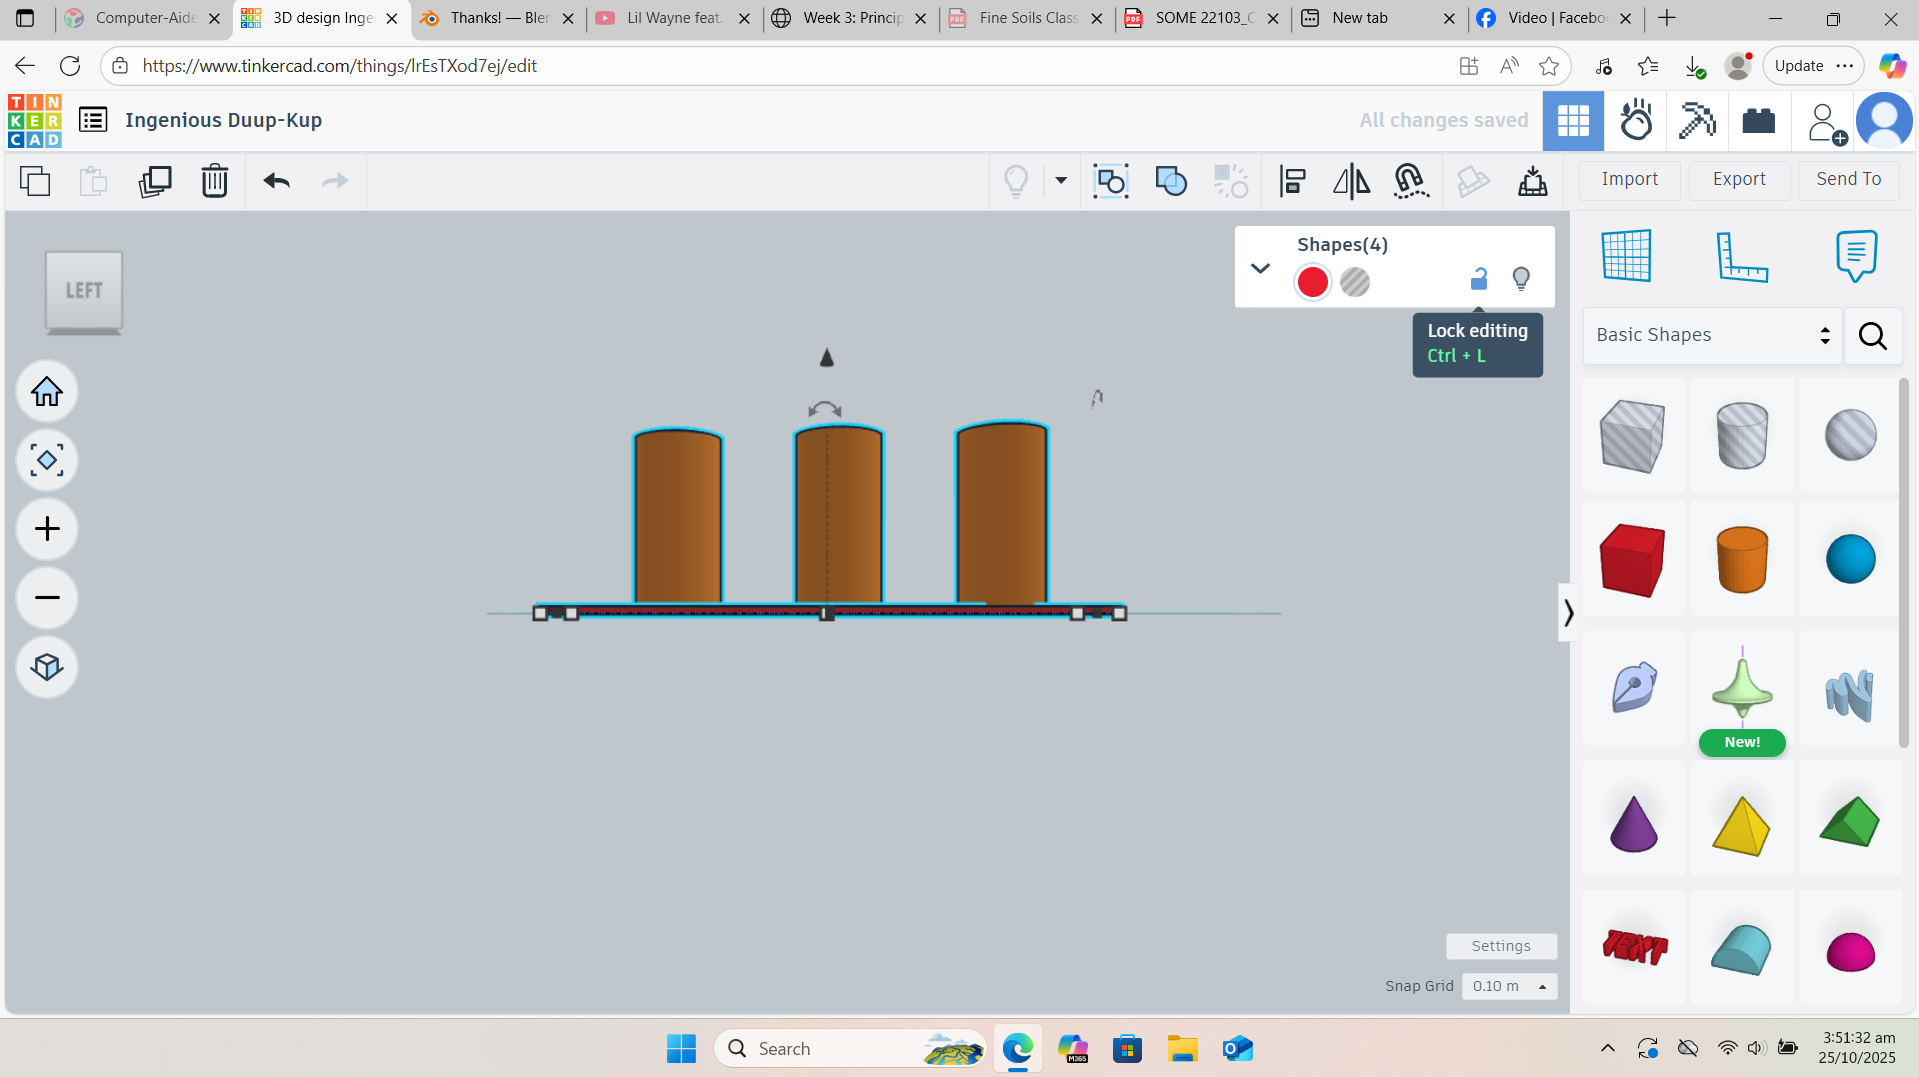 Computer-Aide
3D design Inge
Thanks! — Bler
Lil Wayne feat.
Week 3: Princip
Fine Soils Class
SOME 22103_C
New tab
Video | Facebo
https://www.tinkercad.com/things/lrEsTXod7ej/edit
Update
TIN
KER
CAD
Ingenious Duup-Kup
All changes saved
Import
Export
Send To
LEFT
Shapes(4)
Lock editing
Ctrl + L
Basic Shapes
New!
TEXT
Settings
Snap Grid
0.10 m
Search
M365
3:51:32 am
25/10/2025